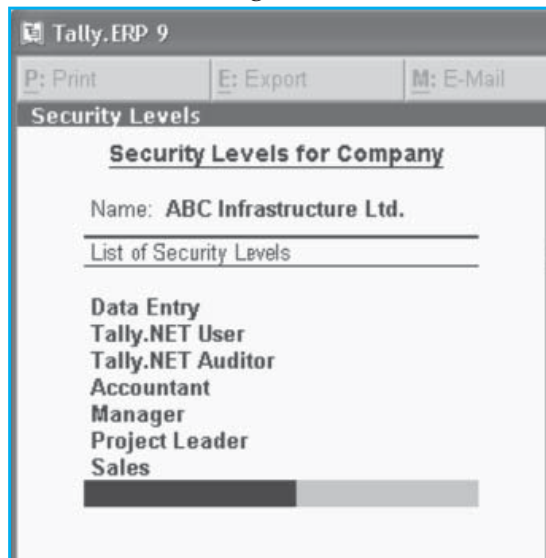 Tally.ERP 9
P: Print E: Export M: E-Mail
Security Levels
Security Levels for Company
Name: ABC Infrastructure Ltd.
List of Security Levels
Data Entry
Tally.NET User
Tally.NET Auditor
Accountant
Manager
Project Leader
Sales